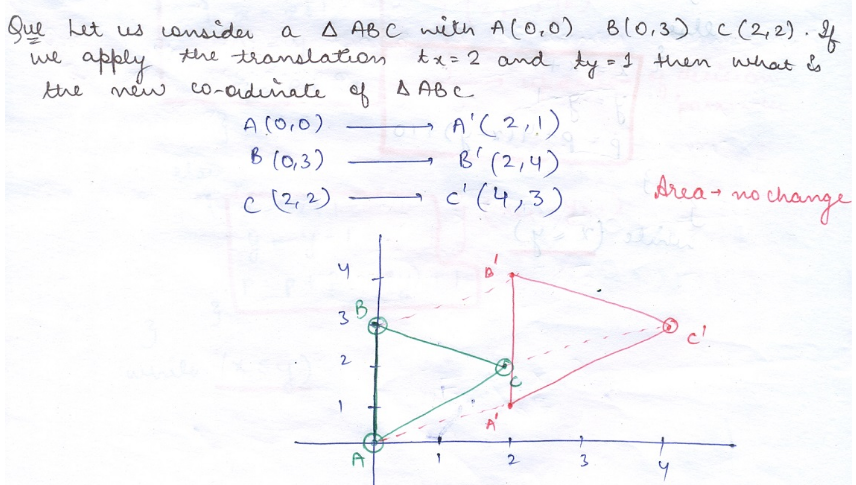 Que Let us consider a Δ ABC with A(0,0) B(0,3) C(2,2). If
we apply the translation tx=2 and ty=1 then what is
the new co-ordinate of Δ ABC
A(0,0) → A'(2,1)
B(0,3) → B'(2,4)
C(2,2) → C'(4,3)
Area → no change
4
B'
B
3
C'
2
C
1
A'
A
1
2
3
4